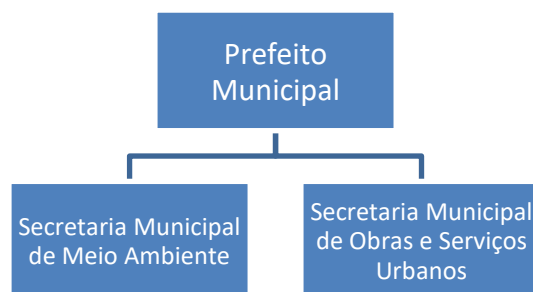 Prefeito
Municipal
Secretaria Municipal
de Meio Ambiente
Secretaria Municipal
de Obras e Serviços
Urbanos